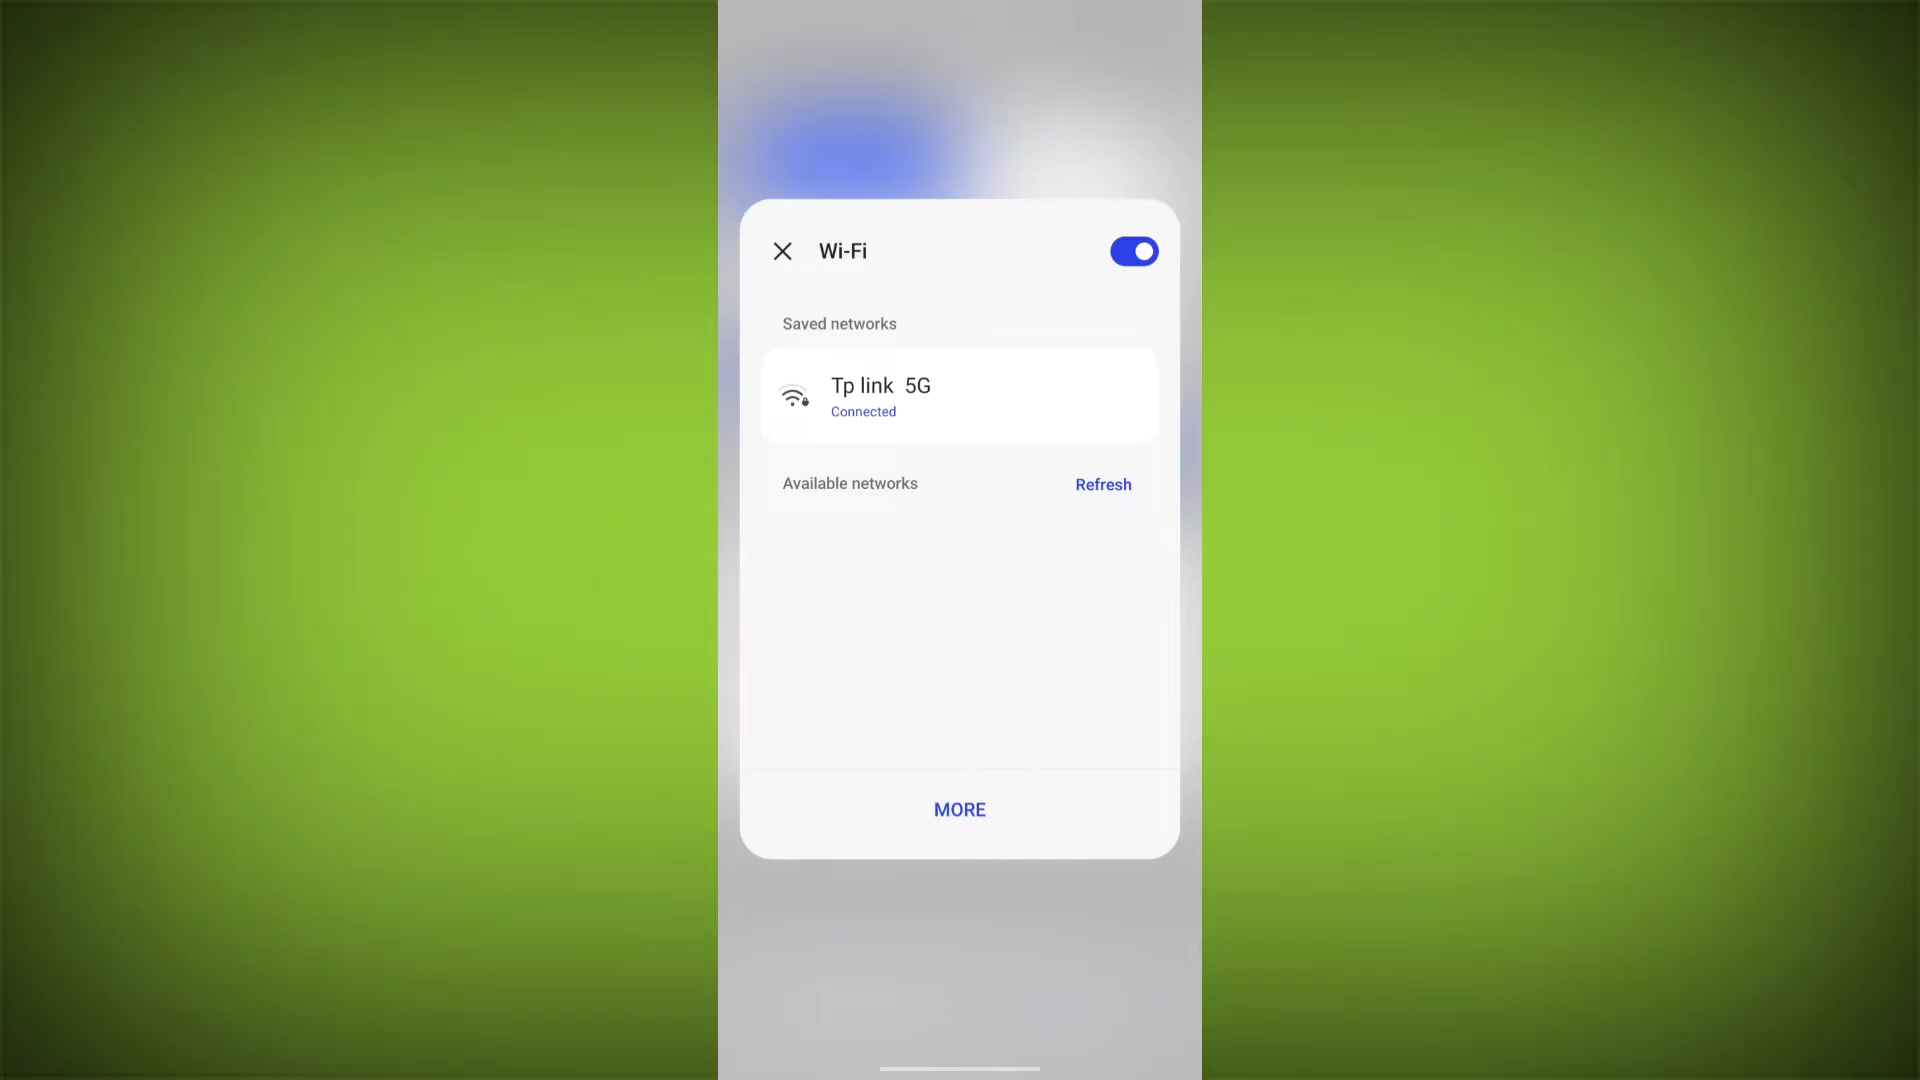 Wi-Fi
Saved networks
Tp link 5G
Connected
Available networks
Refresh
MORE